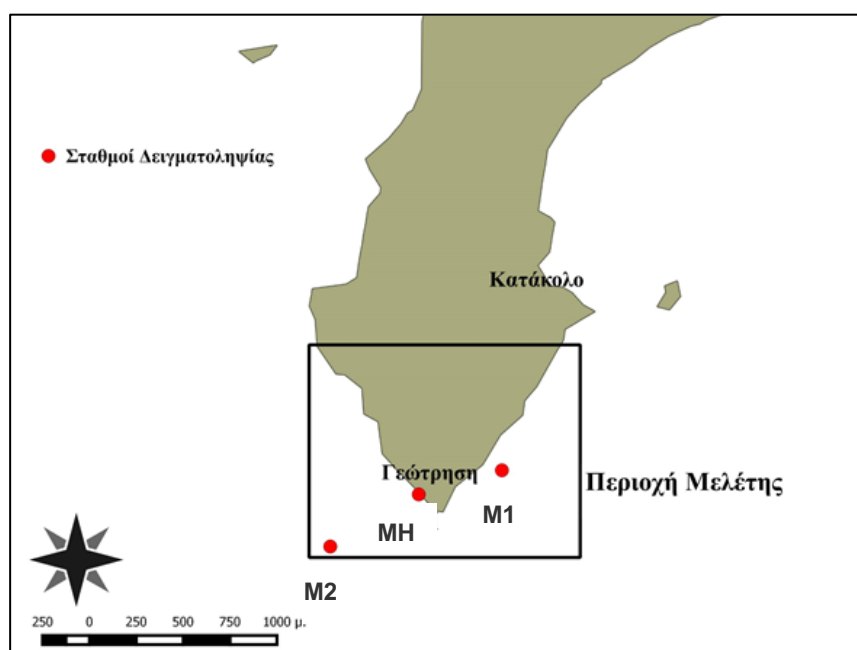 Σταθμοί Δειγματοληψίας
Κατάκολο
Γεώτρηση
Περιοχή Μελέτης
M1
MH
M2
250 0 250 500 750 1000 μ.